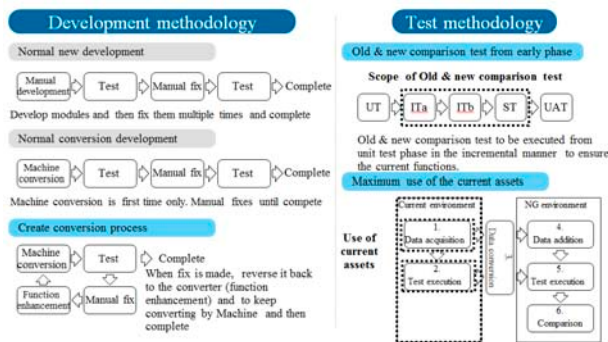 Development methodology
Normal new development
Manual development
Test
Manual fix
Test
Complete
Develop modules and then fix them multiple times and complete
Normal conversion development
Machine conversion
Test
Manual fix
Test
Complete
Machine conversion is first time only. Manual fixes until compete
Create conversion process
Machine conversion
Test
Complete
Function enhancement
Manual fix
When fix is made, reverse it back
to the converter (function
enhancement) and to keep
converting by Machine and then
complete
Test methodology
Old & new comparison test from early phase
Scope of Old & new comparison test
UT
ITa
ITb
ST
UAT
Old & new comparison test to be executed from
unit test phase in the incremental manner to ensure
the current functions.
Maximum use of the current assets
Use of
current
assets
Current environment
1.
Data acquisition
2.
Test execution
3.
Data conversion
NG environment
4.
Data addition
5.
Test execution
6.
Comparison